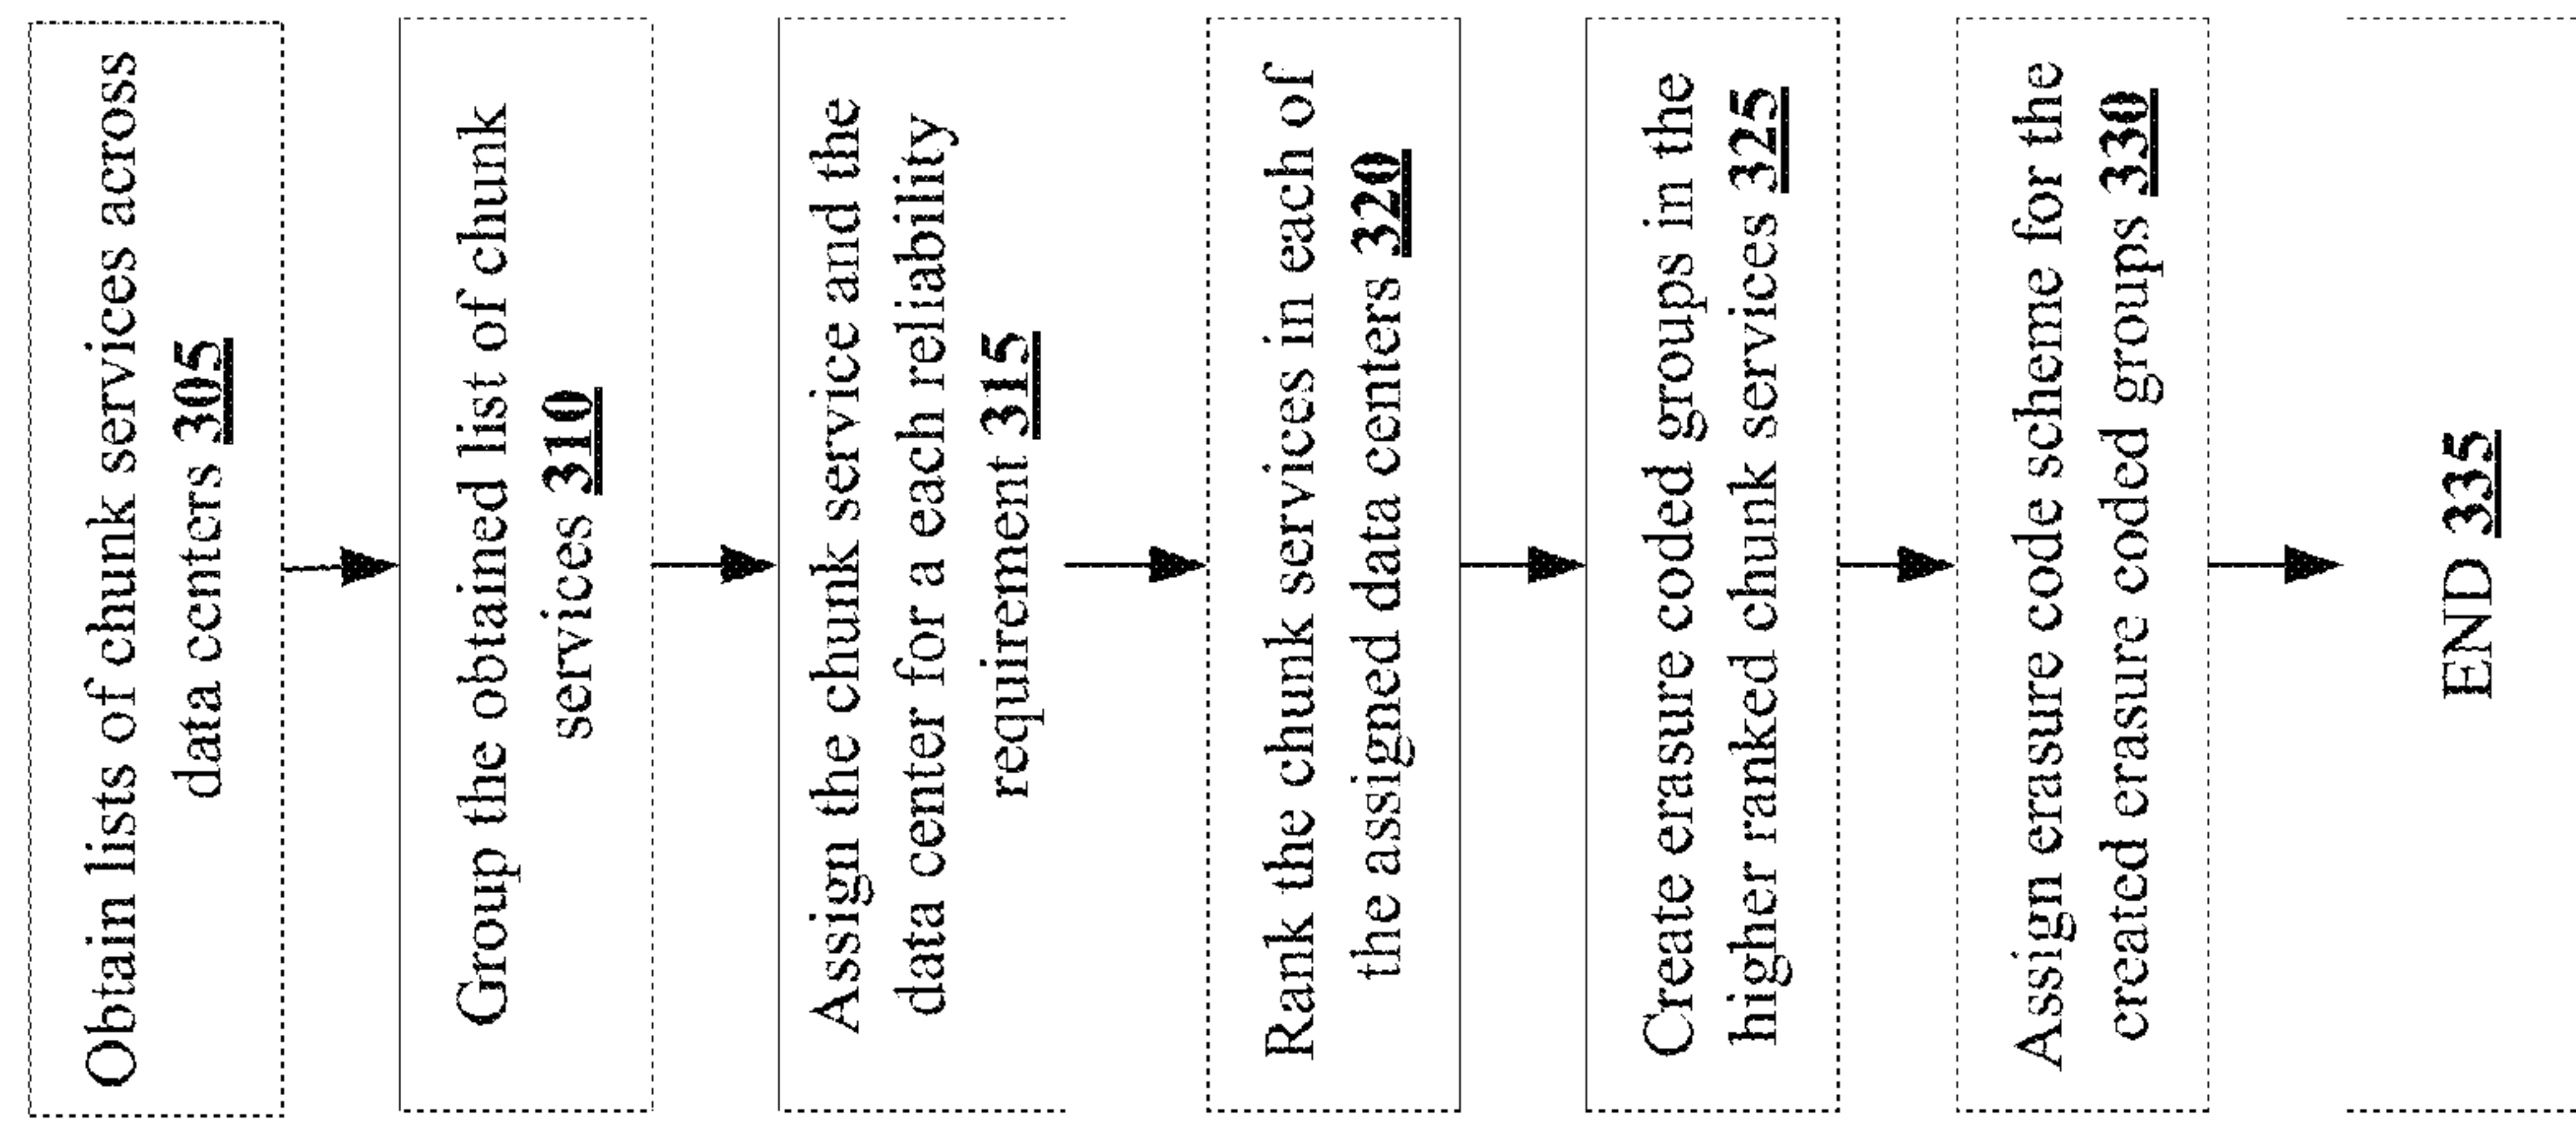 Obtain lists of chunk services across
data centers 305
Group the obtained list of chunk
services 310
Assign the chunk service and the
data center for a each reliability
requirement 315
Rank the chunk services in each of
the assigned data centers 320
Create erasure coded groups in the
higher ranked chunk services 325
Assign erasure code scheme for the
created erasure coded groups 330
END 335